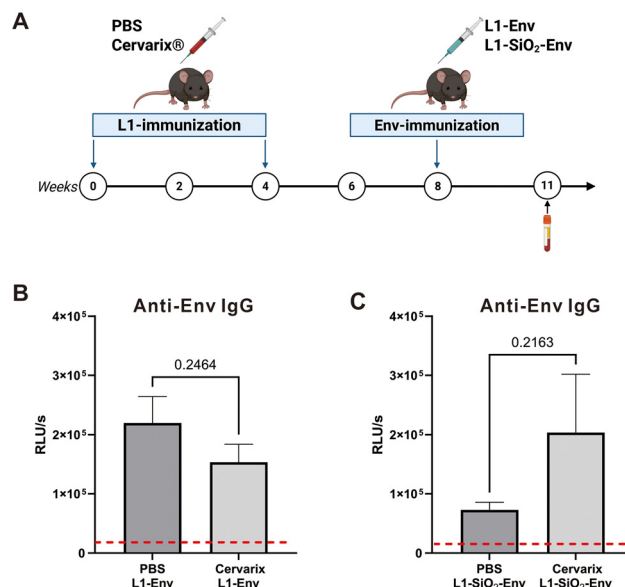 A
PBS
Cervarix®
L1-Env
L1-SiO₂-Env
L1-immunization
Env-immunization
Weeks 0 2 4 6 8 11
B
Anti-Env IgG
4×10⁵
3×10⁵
2×10⁵
1×10⁵
0
RLU/s
0.2464
PBS
L1-Env
Cervarix
L1-Env
C
Anti-Env IgG
4×10⁵
3×10⁵
2×10⁵
1×10⁵
0
RLU/s
0.2163
PBS
L1-SiO₂-Env
Cervarix
L1-SiO₂-Env